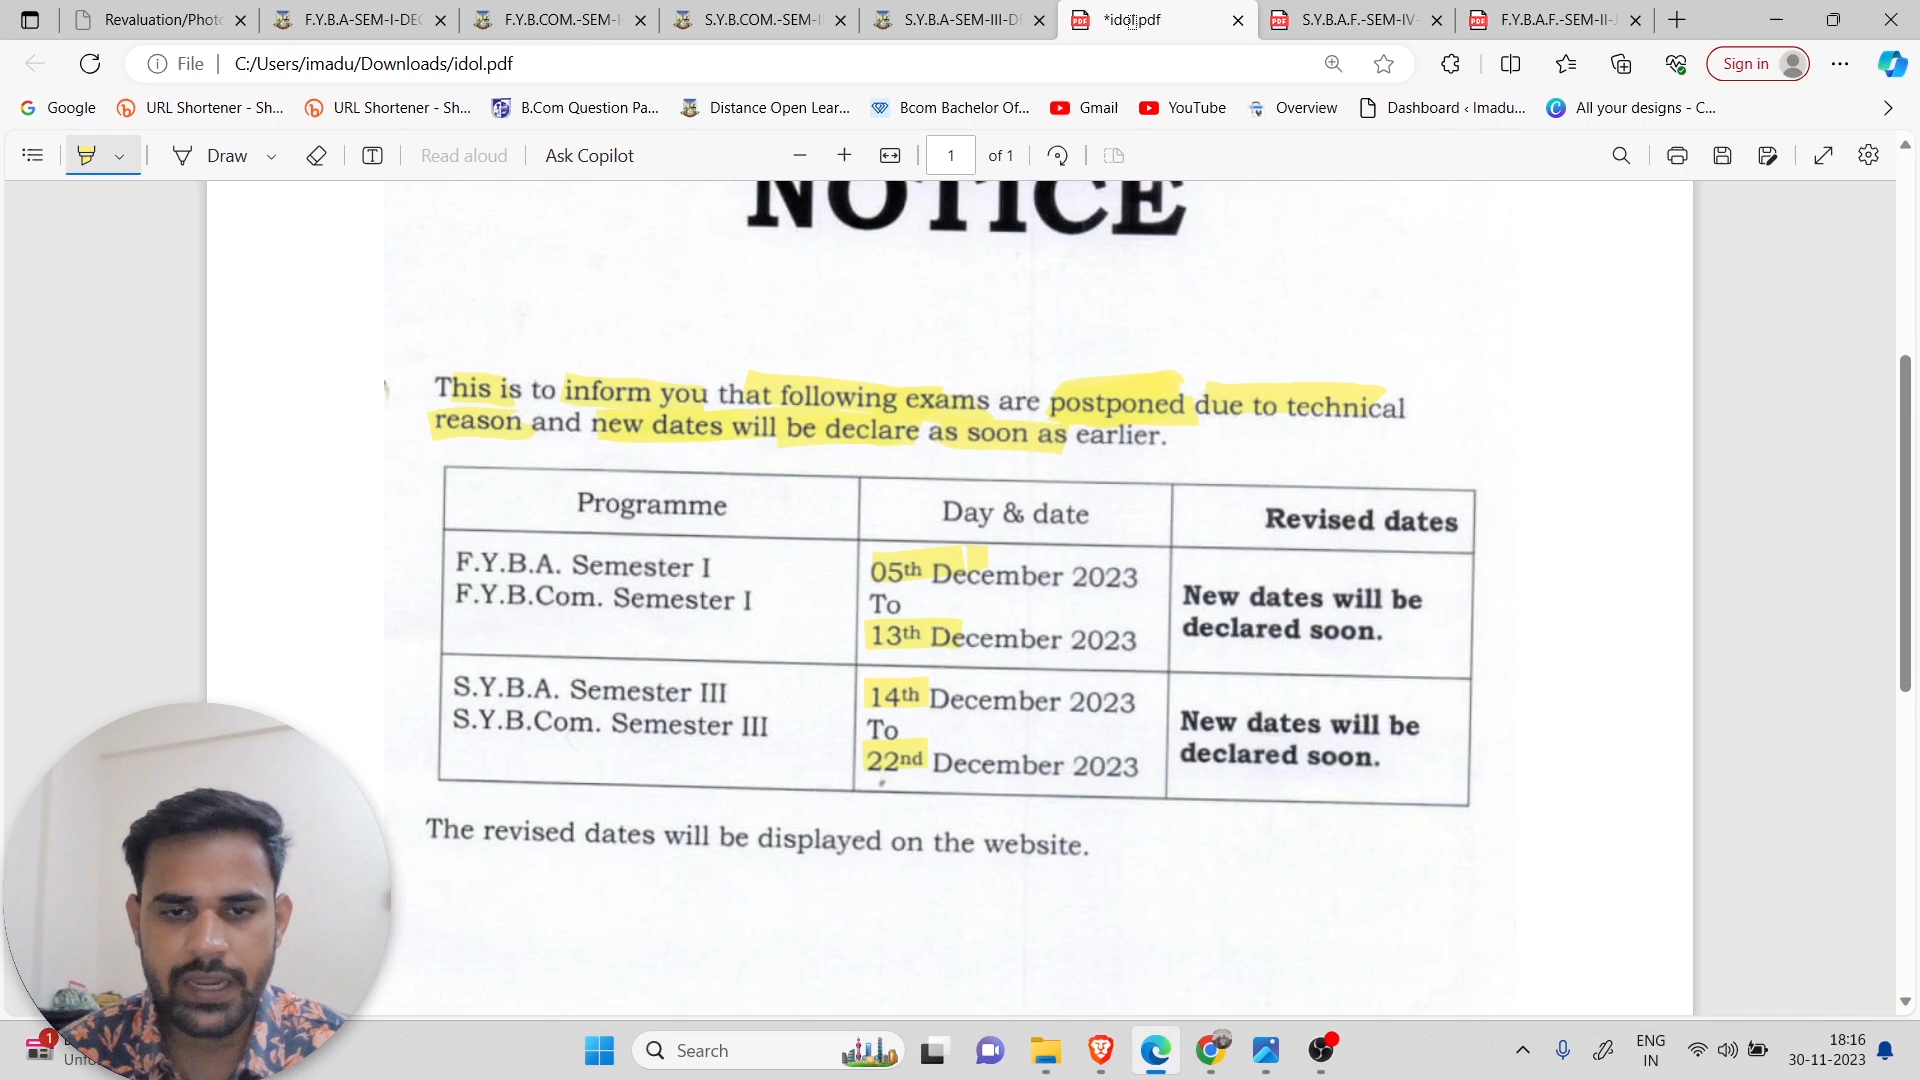 Revaluation/Phot
F.Y.B.A-SEM-I-DEC
F.Y.B.COM.-SEM-I-
S.Y.B.COM.-SEM-I
S.Y.B.A-SEM-III-D
*idol.pdf
S.Y.B.A.F.-SEM-IV-
F.Y.B.A.F.-SEM-II-J
File
C:/Users/imadu/Downloads/idol.pdf
Sign in
Google
URL Shortener - Sh...
URL Shortener - Sh...
B.Com Question Pa...
Distance Open Lear...
Bcom Bachelor Of...
Gmail
YouTube
Overview
Dashboard ‹ Imadu...
All your designs - C...
Draw
Read aloud
Ask Copilot
1
of 1
NOTICE
This is to inform you that following exams are postponed due to technical
reason and new dates will be declare as soon as earlier.
Programme
Day & date
Revised dates
F.Y.B.A. Semester I
F.Y.B.Com. Semester I
05th December 2023
To
13th December 2023
New dates will be
declared soon.
S.Y.B.A. Semester III
S.Y.B.Com. Semester III
14th December 2023
To
22nd December 2023
New dates will be
declared soon.
The revised dates will be displayed on the website.
1
Search
ENG
IN
18:16
30-11-2023